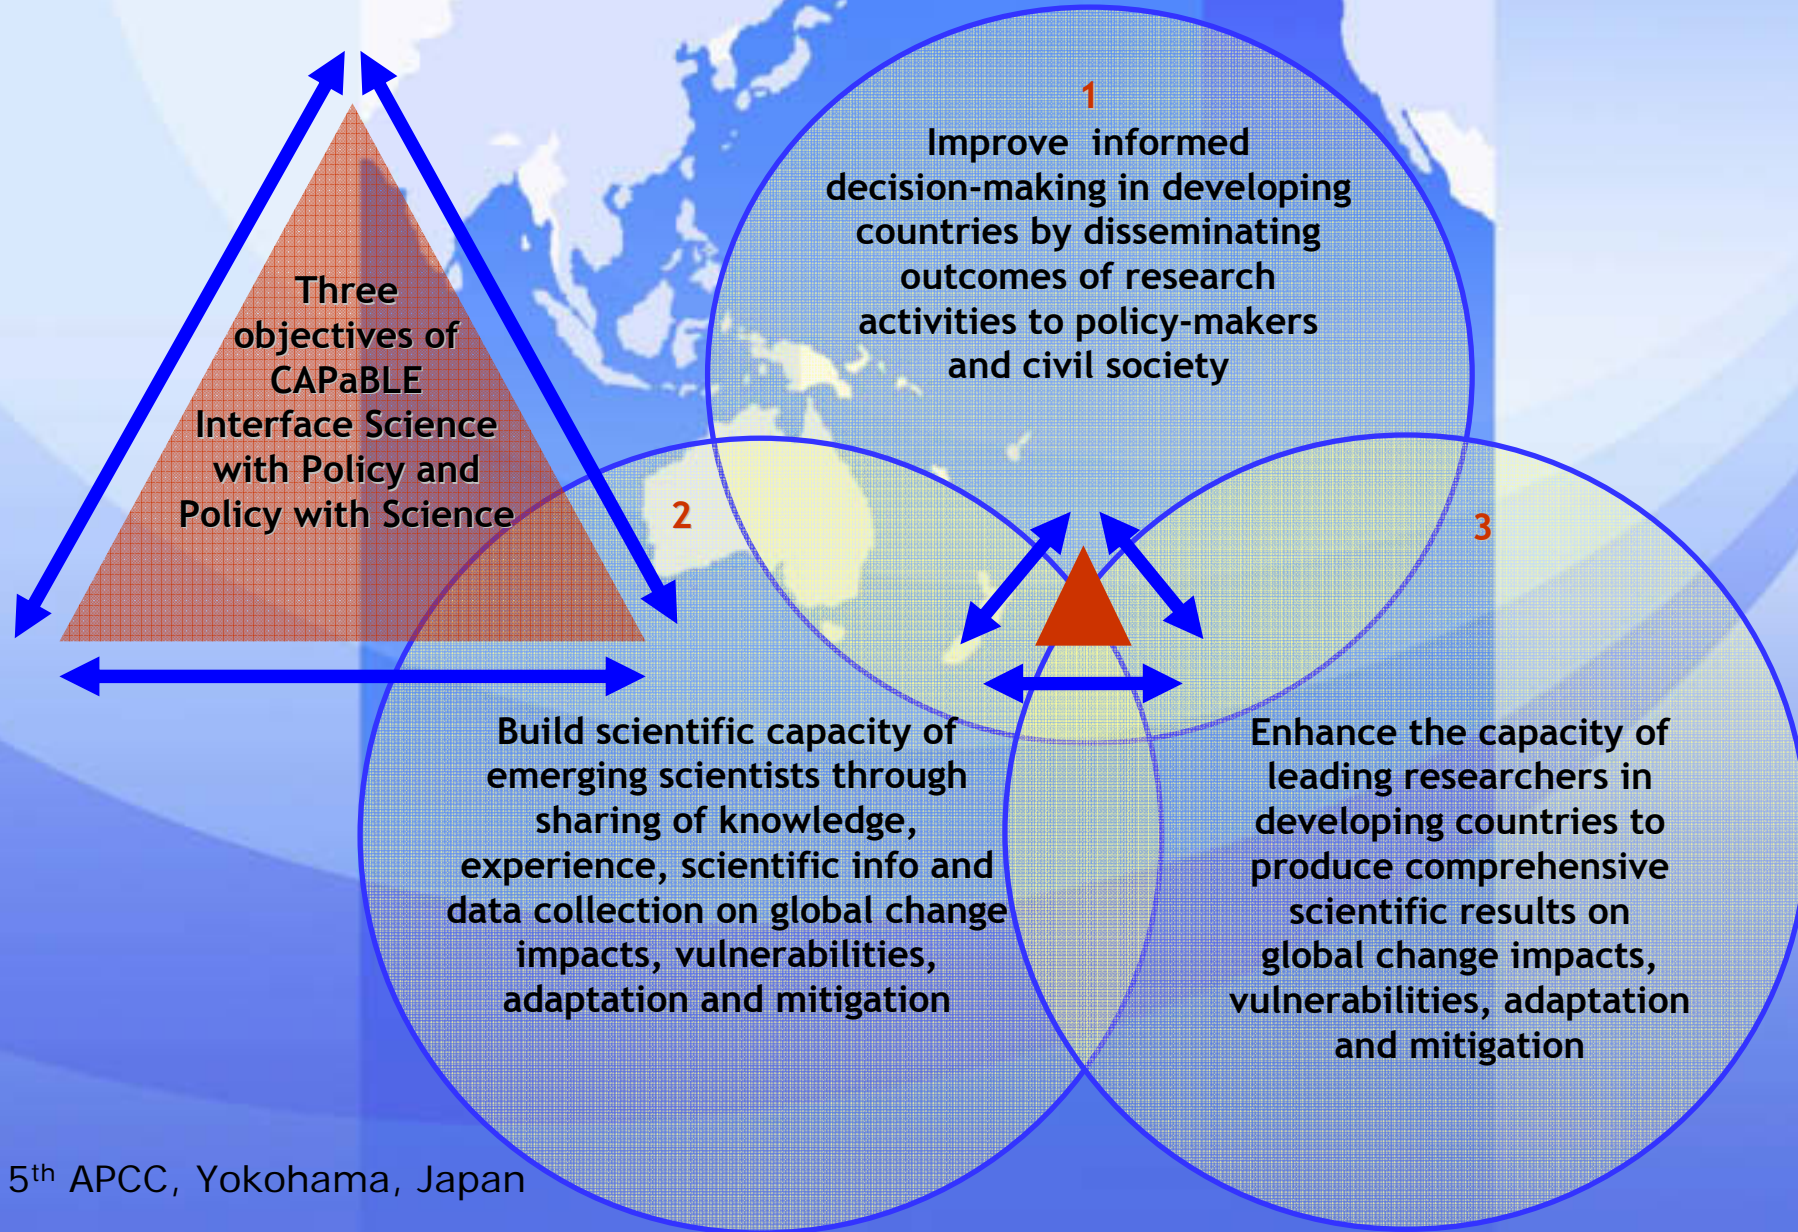 Three
objectives of
CAPaBLE
Interface Science
with Policy and
Policy with Science
1
Improve informed
decision-making in developing
countries by disseminating
outcomes of research
activities to policy-makers
and civil society
2
Build scientific capacity of
emerging scientists through
sharing of knowledge,
experience, scientific info and
data collection on global change
impacts, vulnerabilities,
adaptation and mitigation
3
Enhance the capacity of
leading researchers in
developing countries to
produce comprehensive
scientific results on
global change impacts,
vulnerabilities, adaptation
and mitigation
5th APCC, Yokohama, Japan